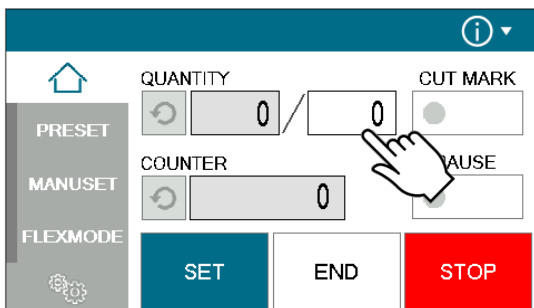 QUANTITY
CUT MARK
0 / 0
PRESET
COUNTER
MANUSET
0
FLEXMODE
SET
END
STOP